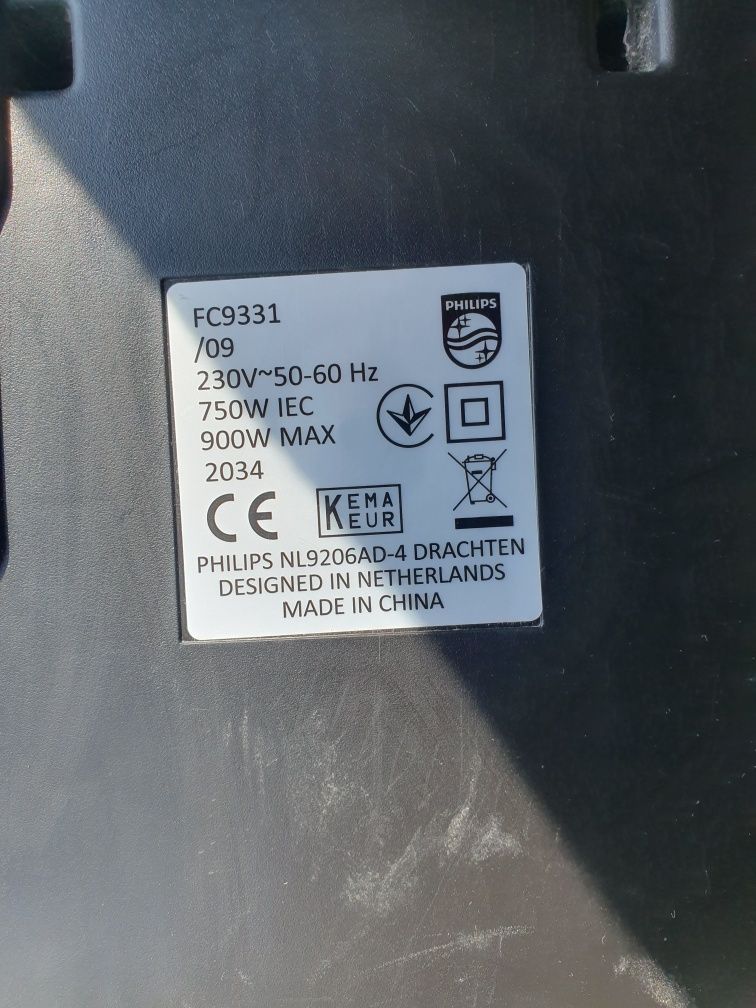 PHILIPS
FC9331
/09
230V~50-60 Hz
750W IEC
900W MAX
2034
CE
KEMA
EUR
PHILIPS NL9206AD-4 DRACHTEN
DESIGNED IN NETHERLANDS
MADE IN CHINA